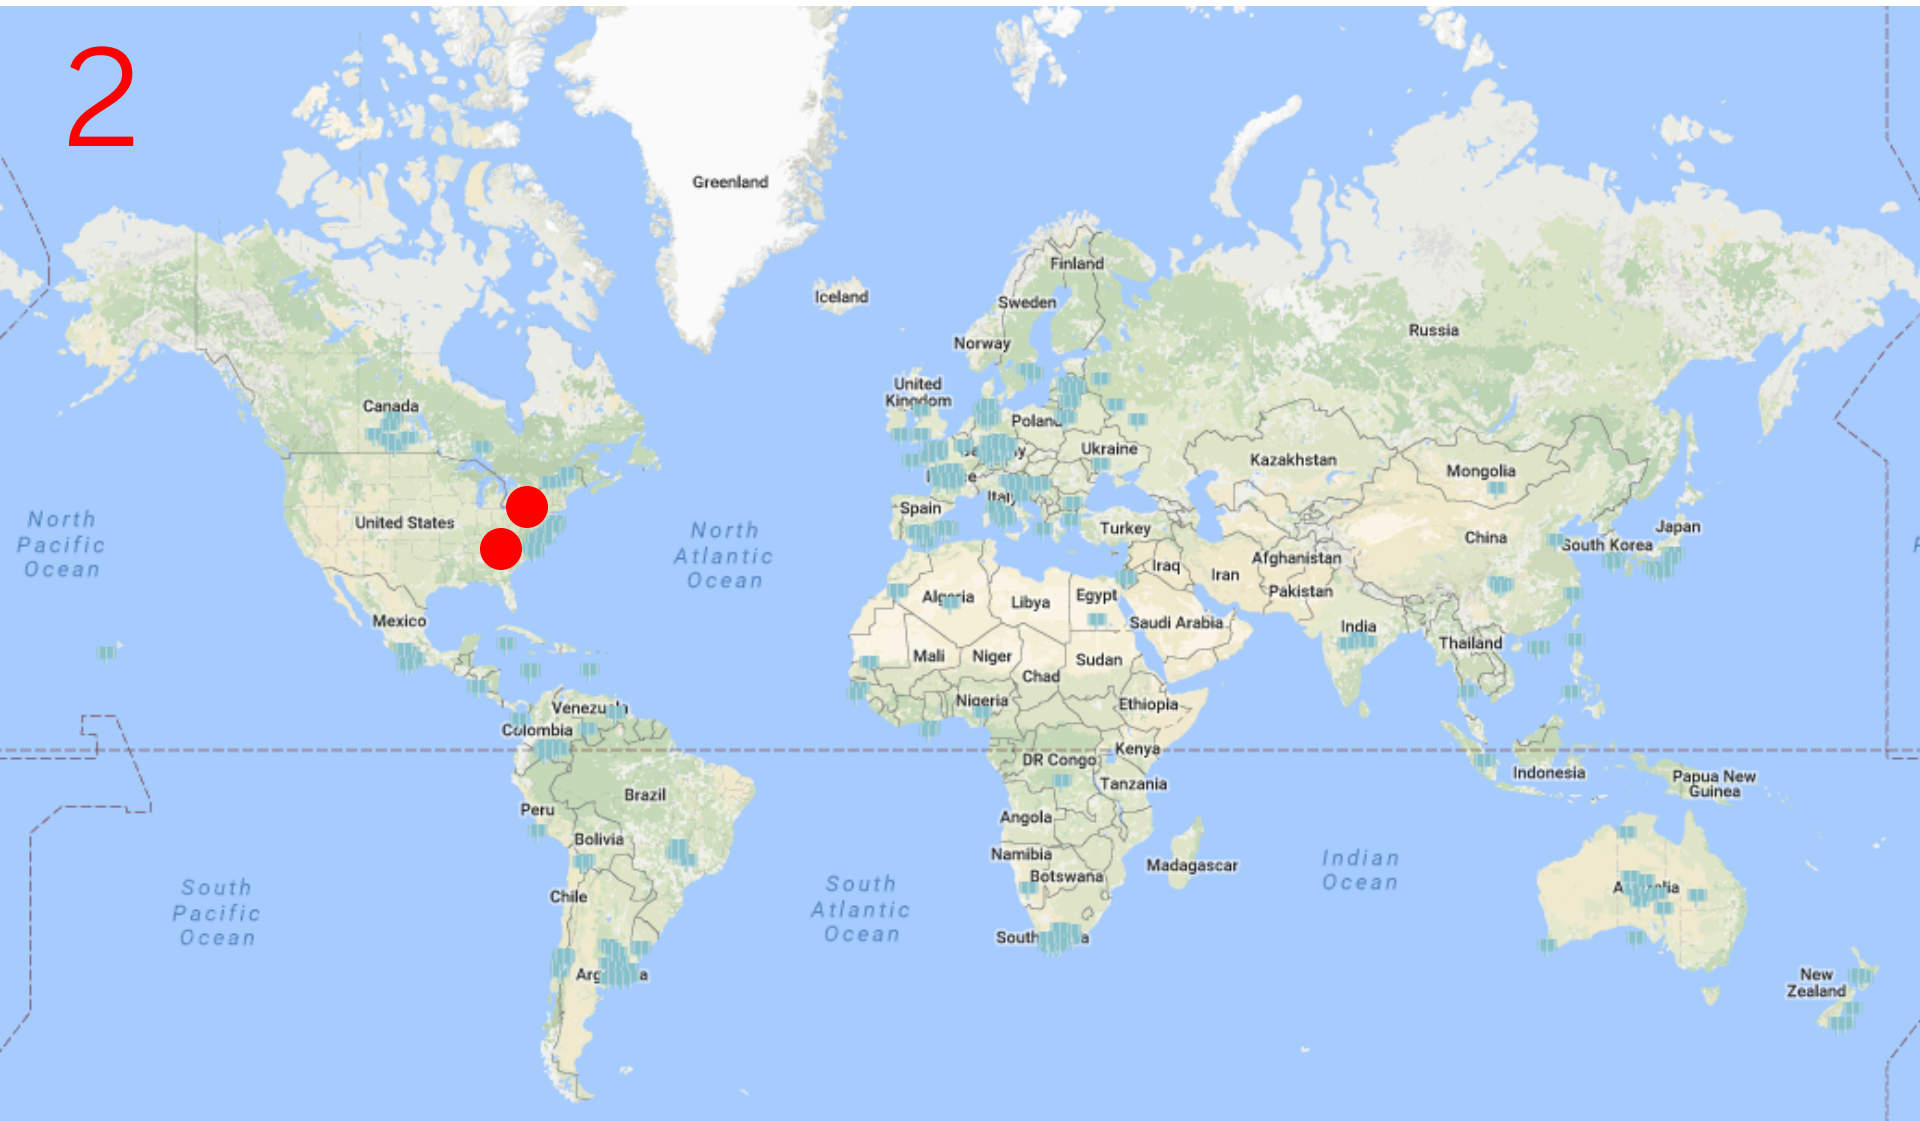 2
Greenland
Finland
Iceland
Sweden
Russia
Norway
United
Kingdom
Canada
Poland
Ukraine
Kazakhstan
Mongolia
Italy
Spain
North
Pacific
Ocean
United States
North
Atlantic
Ocean
Turkey
China
Japan
South Korea
Afghanistan
Iraq
Iran
Pakistan
Algeria
Libya
Egypt
Saudi Arabia
Mexico
India
Thailand
Mali
Niger
Sudan
Chad
Nigeria
Ethiopia
Venezuela
Colombia
Kenya
DR Congo
Tanzania
Indonesia
Papua New
Guinea
Brazil
Peru
Angola
Bolivia
Namibia
Botswana
Madagascar
Indian
Ocean
South
Pacific
Ocean
South
Atlantic
Ocean
Chile
Australia
South
New
Zealand